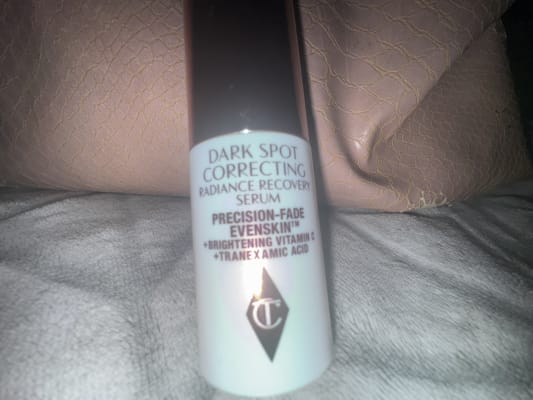 DARK SPOT
CORRECTING
RADIANCE RECOVERY
SERUM
PRECISION-FADE
EVENSKIN™
+BRIGHTENING VITAMIN C
+TRANEXAMIC ACID
CT